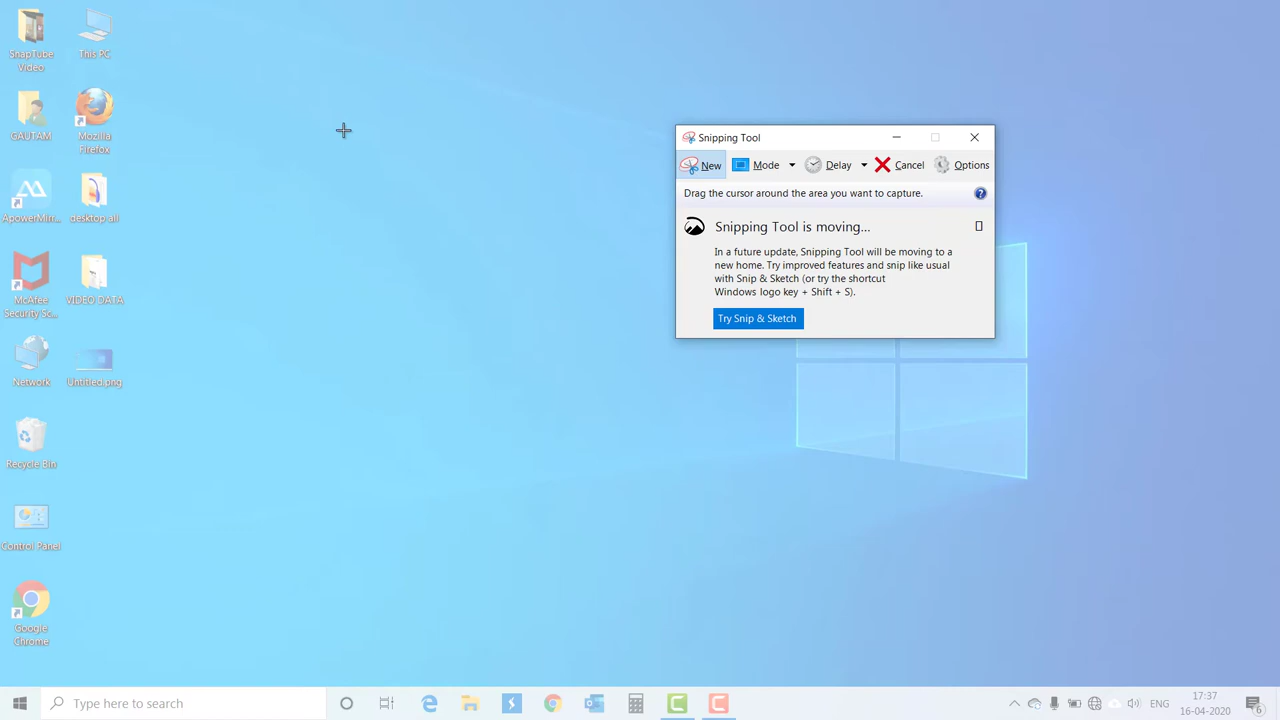 SnapTube
Video
This PC
GAUTAM
Mozilla
Firefox
ApowerMirr...
desktop all
McAfee
Security Sc...
VIDEO DATA
Network
Untitled.png
Recycle Bin
Control Panel
Google
Chrome
Snipping Tool
New Mode Delay Cancel Options
Drag the cursor around the area you want to capture.
Snipping Tool is moving...
In a future update, Snipping Tool will be moving to a
new home. Try improved features and snip like usual
with Snip & Sketch (or try the shortcut
Windows logo key + Shift + S).
Try Snip & Sketch
Type here to search
ENG
17:37
16-04-2020
6